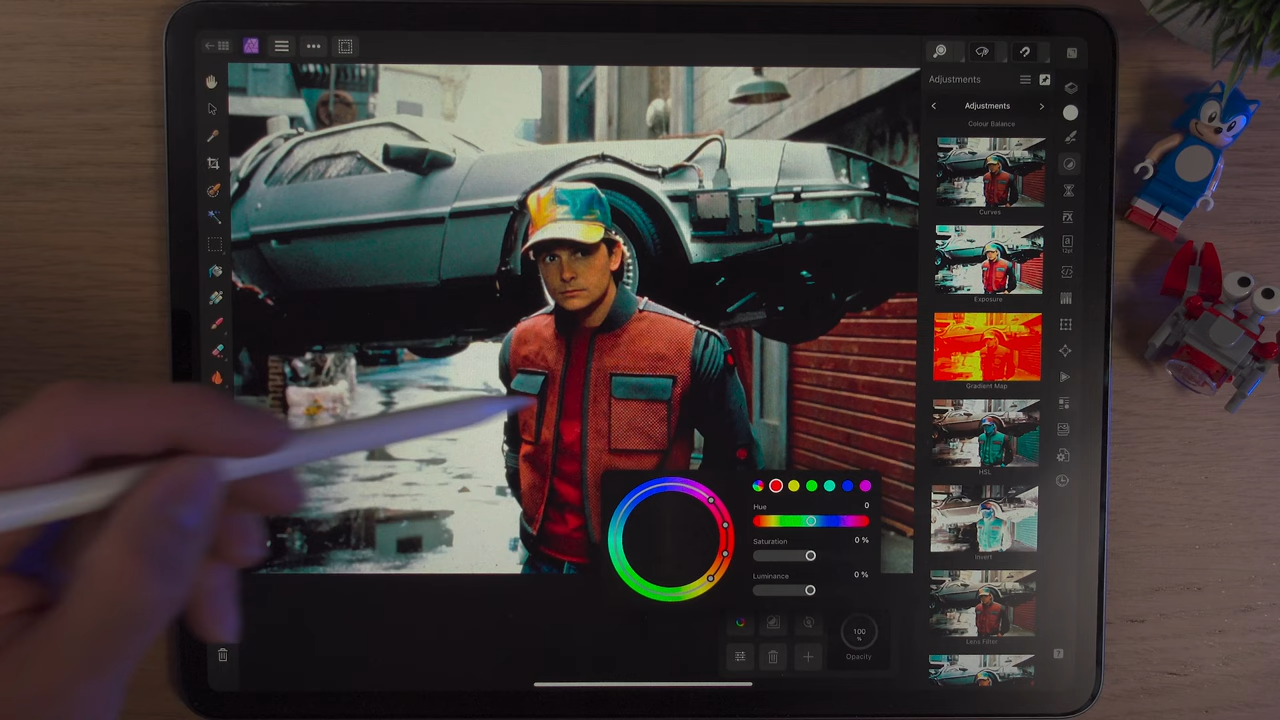 Adjustments
Adjustments
Colour Balance
Curves
Exposure
Gradient Map
HSL
Invert
Lens Filter
Hue
0
Saturation
0 %
Luminance
0 %
100
%
Opacity
?